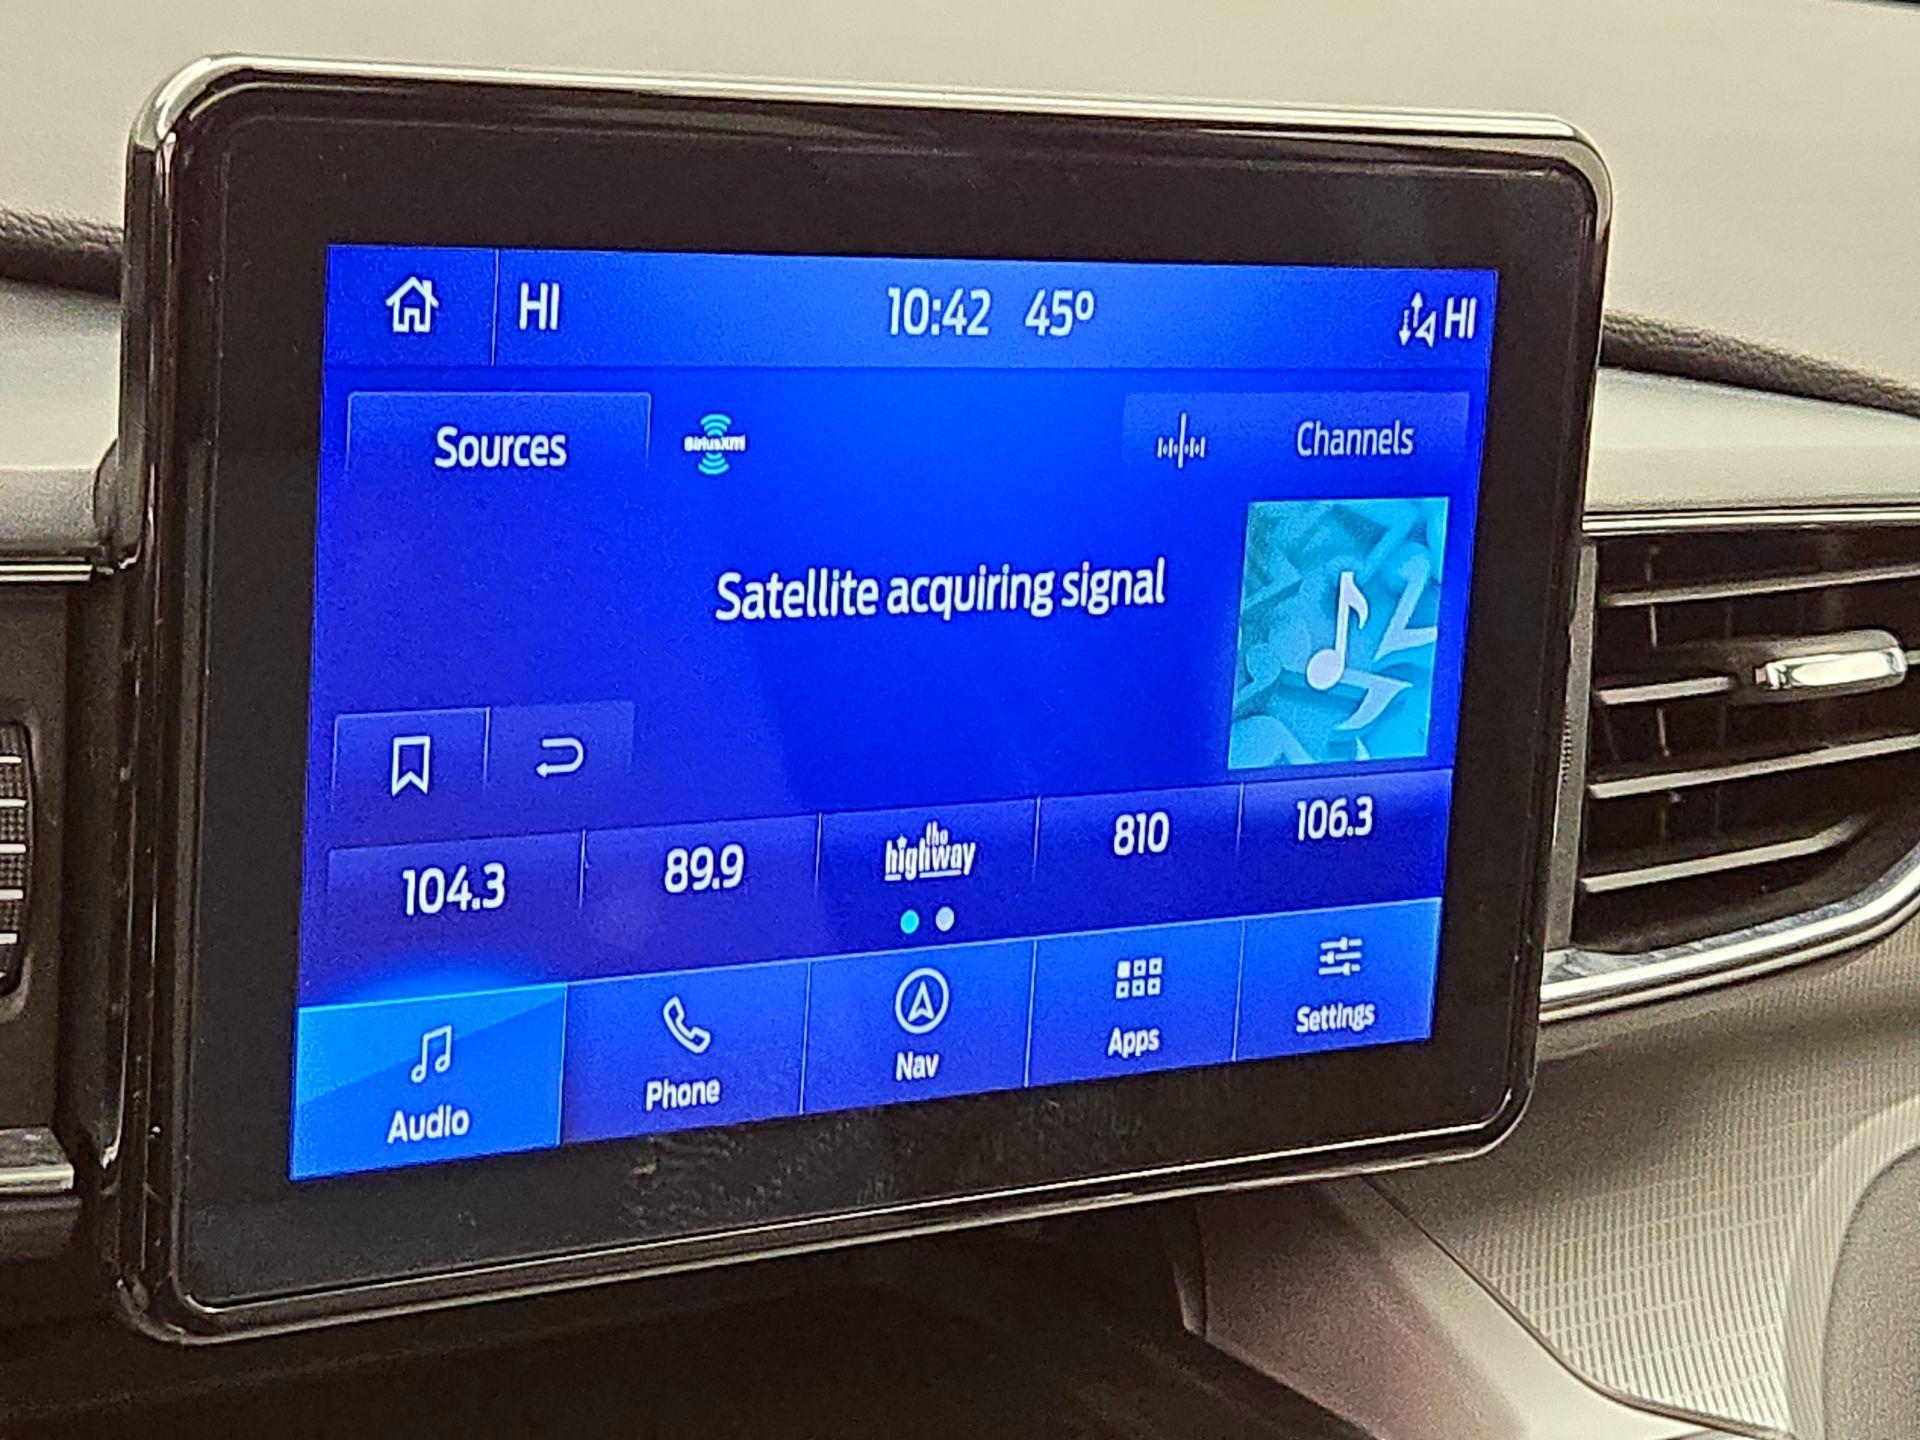 HI 10:42 45° HI
Sources SiriusXM Channels
Satellite acquiring signal
104.3 89.9 the highway 810 106.3
Audio Phone Nav Apps Settings